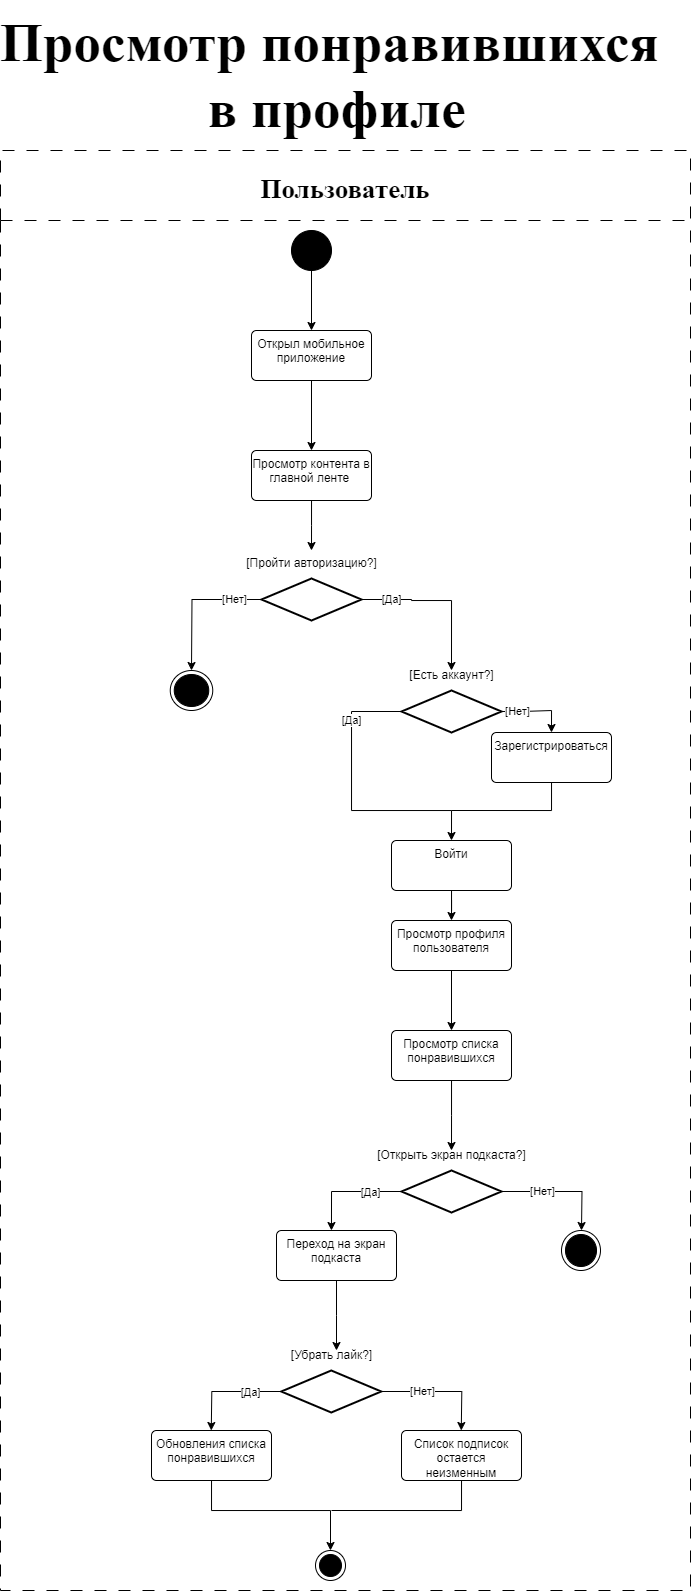 Просмотр понравившихся
в профиле
Пользователь
Открыл мобильное
приложение
Просмотр контента в
главной ленте
[Пройти авторизацию?]
[Нет]
[Да]
[Есть аккаунт?]
[Да]
[Нет]
Зарегистрироваться
Войти
Просмотр профиля
пользователя
Просмотр списка
понравившихся
[Открыть экран подкаста?]
[Да]
[Нет]
Переход на экран
подкаста
[Убрать лайк?]
[Да]
[Нет]
Обновления списка
понравившихся
Список подписок
остается
неизменным